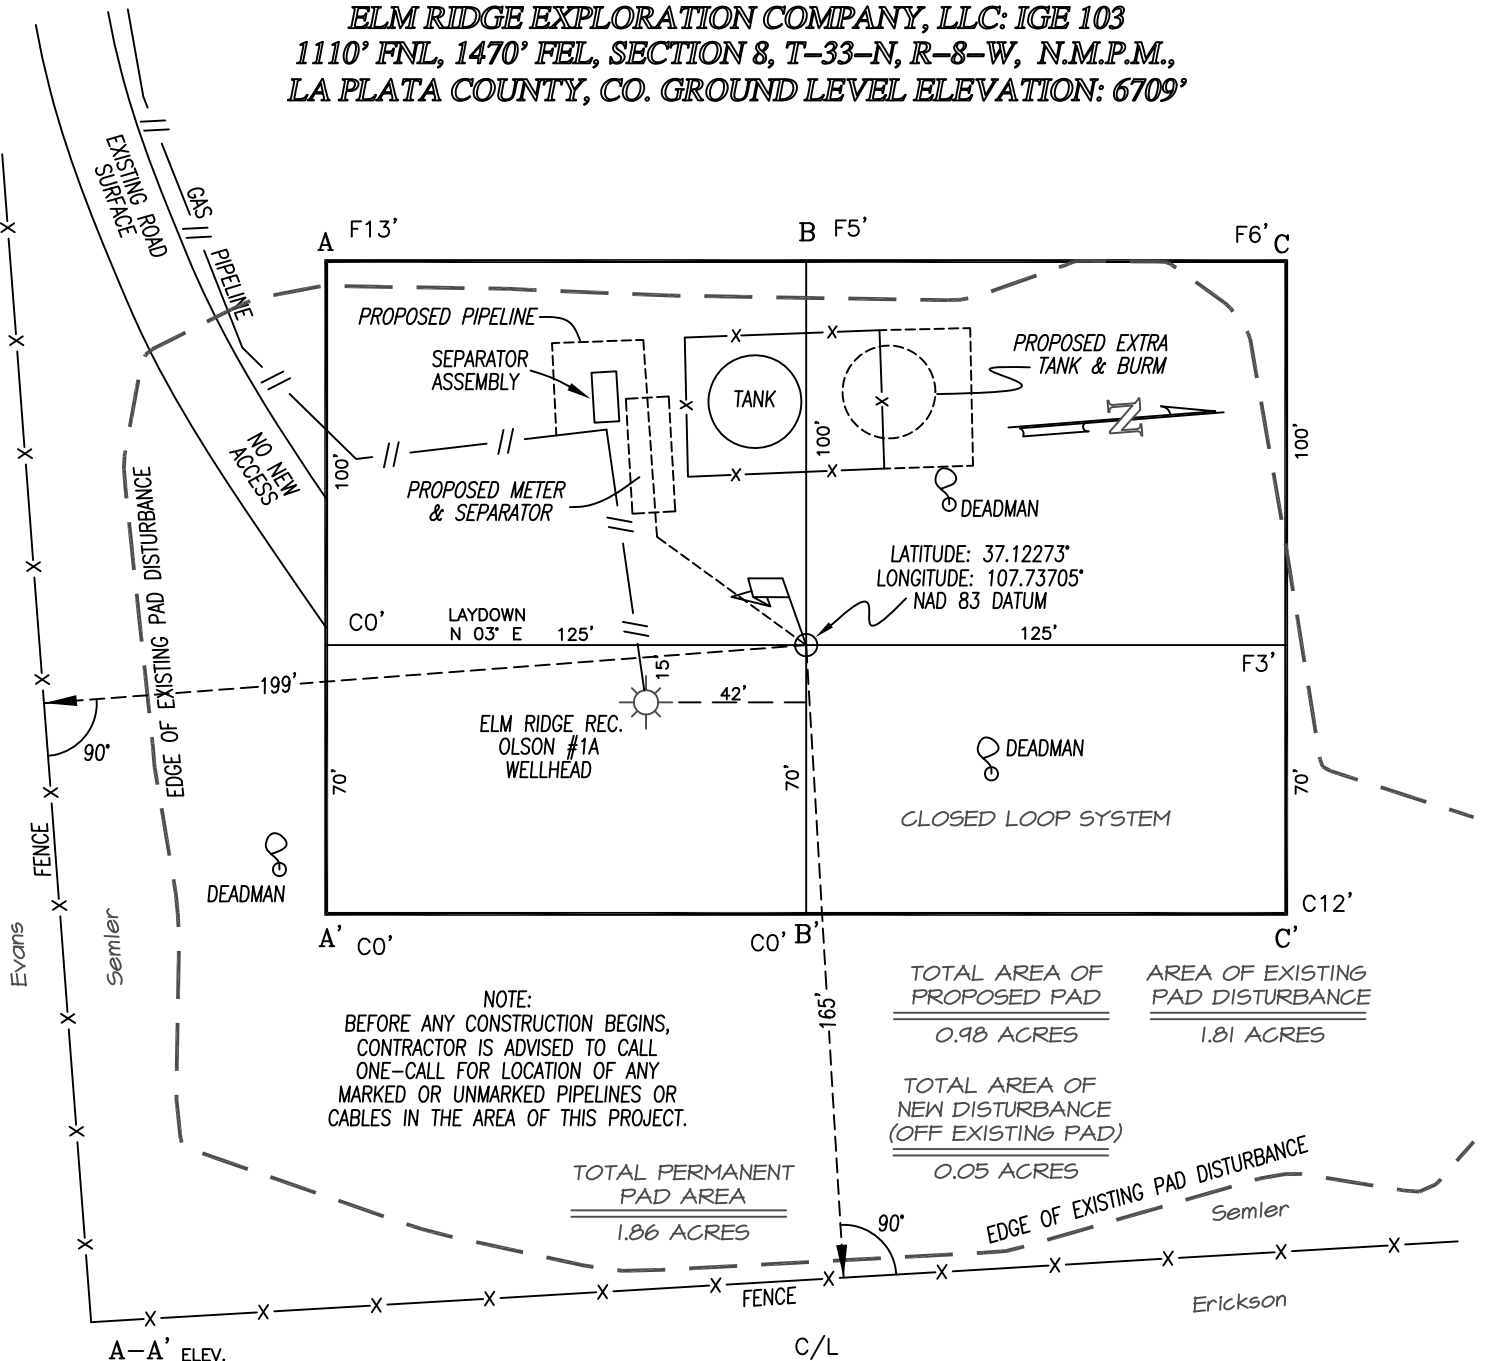 ELM RIDGE EXPLORATION COMPANY, LLC: IGE 103
1110' FNL, 1470' FEL, SECTION 8, T-33-N, R-8-W, N.M.P.M.,
LA PLATA COUNTY, CO. GROUND LEVEL ELEVATION: 6709'
EXISTING ROAD
SURFACE
GAS
PIPELINE
NO NEW
ACCESS
A
F13'
B
F5'
F6'
C
PROPOSED PIPELINE
SEPARATOR
ASSEMBLY
TANK
PROPOSED EXTRA
TANK & BURM
N
100'
100'
100'
PROPOSED METER
& SEPARATOR
DEADMAN
LATITUDE: 37.12273°
LONGITUDE: 107.73705°
NAD 83 DATUM
C0'
LAYDOWN
N 03° E
125'
125'
F3'
199'
15'
42'
90°
EDGE OF EXISTING PAD DISTURBANCE
ELM RIDGE REC.
OLSON #1A
WELLHEAD
DEADMAN
70'
70'
70'
CLOSED LOOP SYSTEM
FENCE
DEADMAN
Evans
Semler
A'
C0'
C0'
B'
C12'
C'
165'
TOTAL AREA OF
PROPOSED PAD
0.98 ACRES
AREA OF EXISTING
PAD DISTURBANCE
1.81 ACRES
NOTE:
BEFORE ANY CONSTRUCTION BEGINS,
CONTRACTOR IS ADVISED TO CALL
ONE-CALL FOR LOCATION OF ANY
MARKED OR UNMARKED PIPELINES OR
CABLES IN THE AREA OF THIS PROJECT.
TOTAL AREA OF
NEW DISTURBANCE
(OFF EXISTING PAD)
0.05 ACRES
TOTAL PERMANENT
PAD AREA
1.86 ACRES
90°
EDGE OF EXISTING PAD DISTURBANCE
Semler
FENCE
Erickson
A-A' ELEV.
C/L